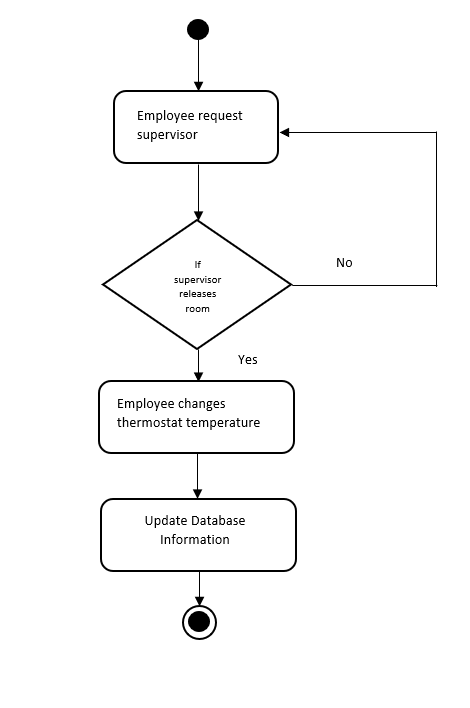 Employee request
supervisor
If
supervisor
releases
room
No
Yes
Employee changes
thermostat temperature
Update Database
Information